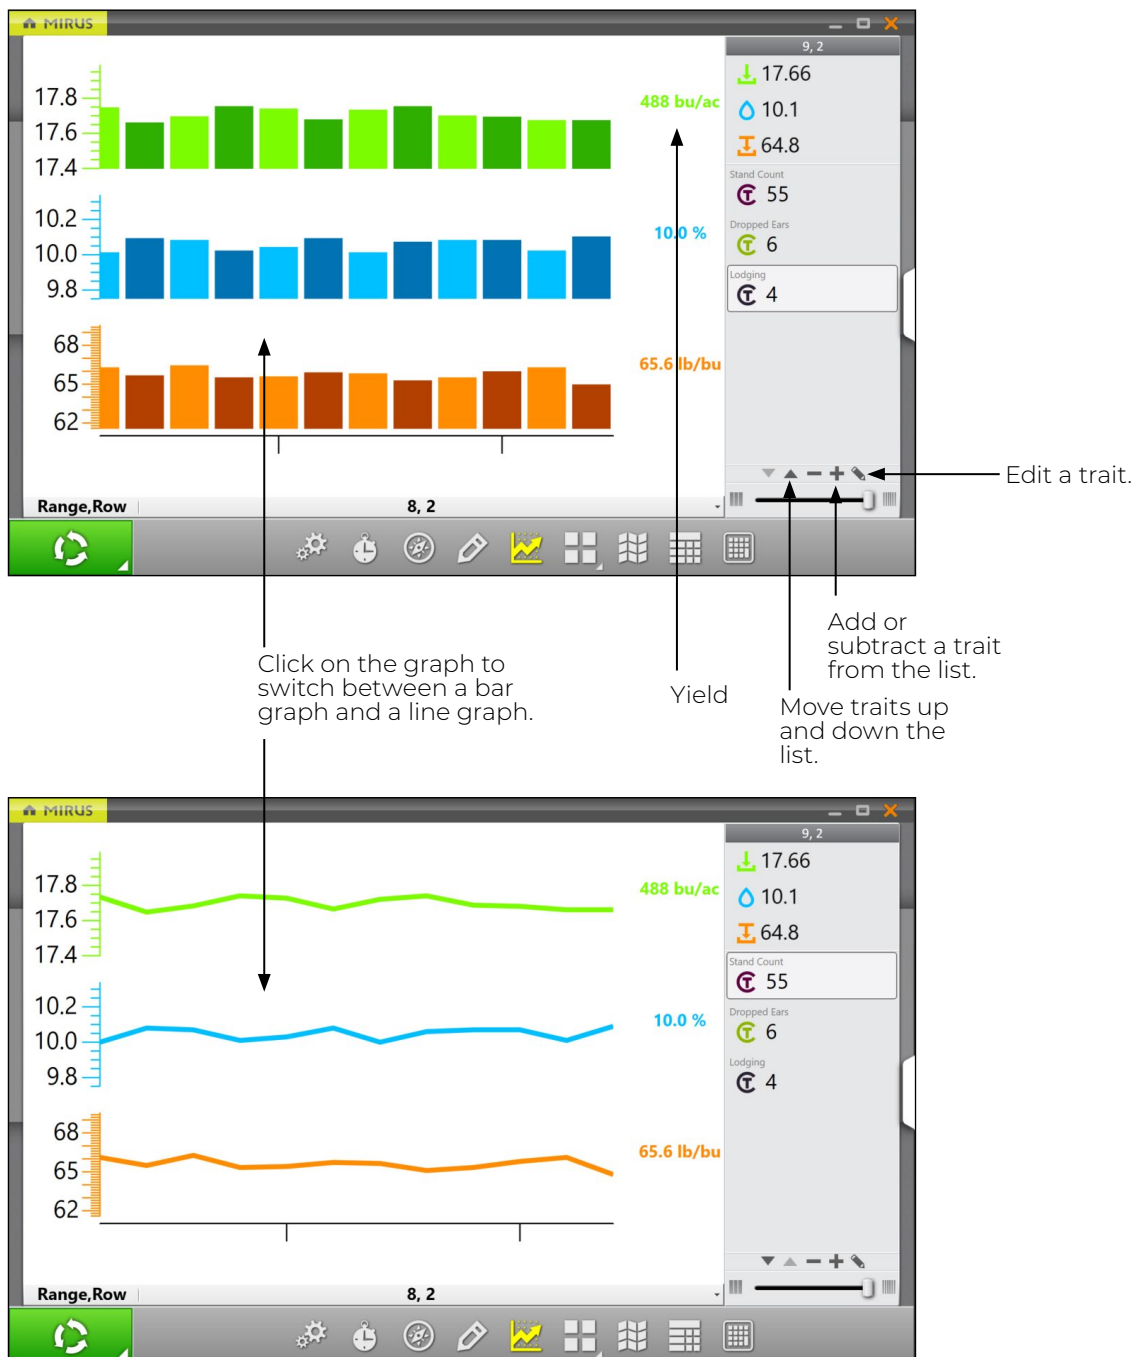 MIRUS
9, 2
17.8
17.6
17.4
488 bu/ac
17.66
10.1
64.8
Stand Count
55
Dropped Ears
6
Lodging
4
10.2
10.0
9.8
10.0 %
68
65
62
65.6 lb/bu
Range,Row
8, 2
Edit a trait.
Add or
subtract a trait
from the list.
Click on the graph to
switch between a bar
graph and a line graph.
Yield
Move traits up
and down the
list.
MIRUS
9, 2
17.8
17.6
17.4
488 bu/ac
17.66
10.1
64.8
Stand Count
55
Dropped Ears
6
Lodging
4
10.2
10.0
9.8
10.0 %
68
65
62
65.6 lb/bu
Range,Row
8, 2